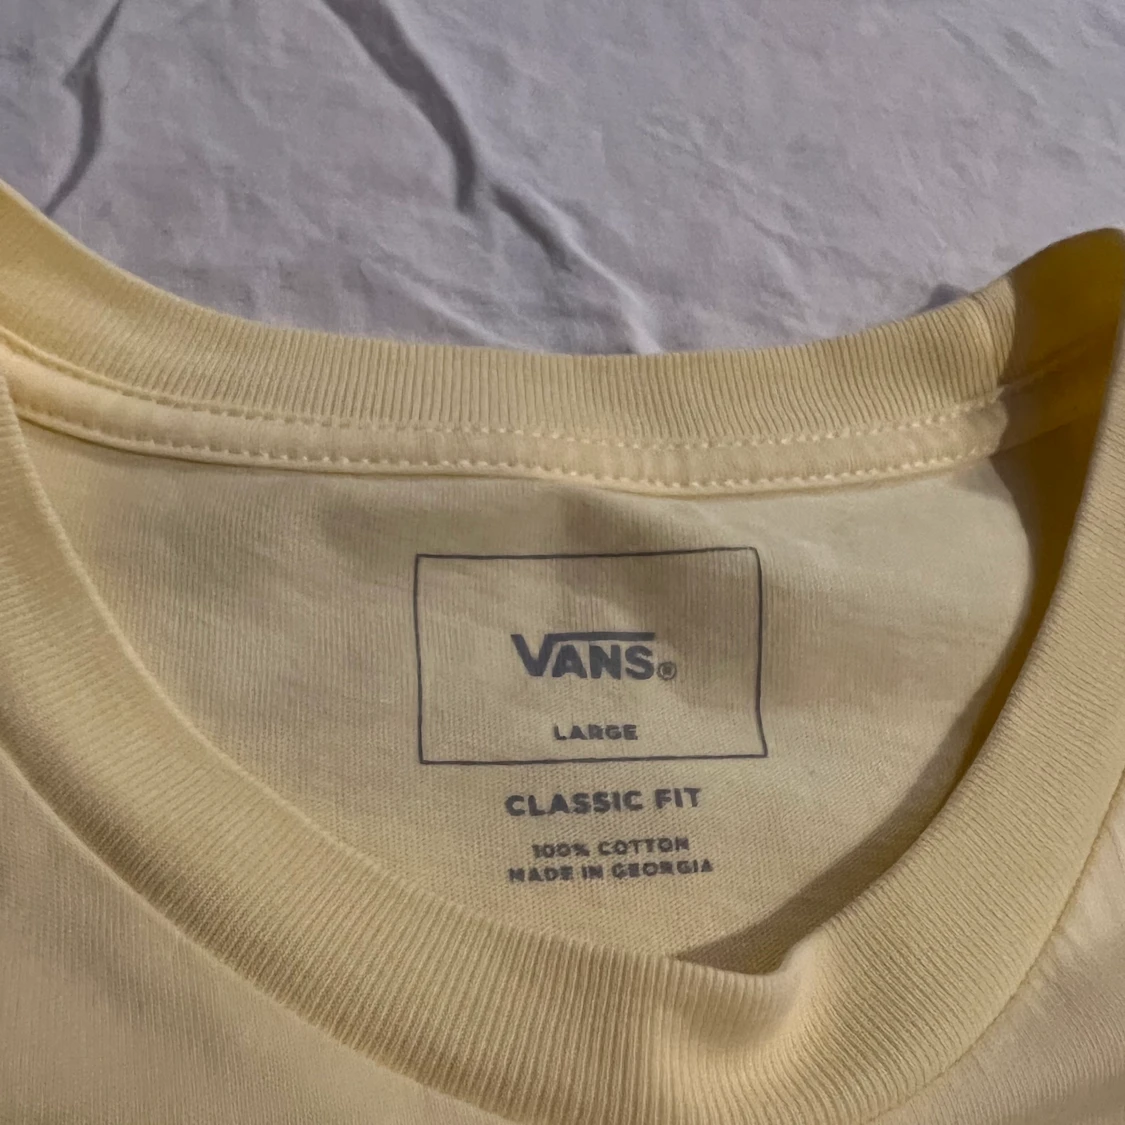 VANS®
LARGE
CLASSIC FIT
100% COTTON
MADE IN GEORGIA